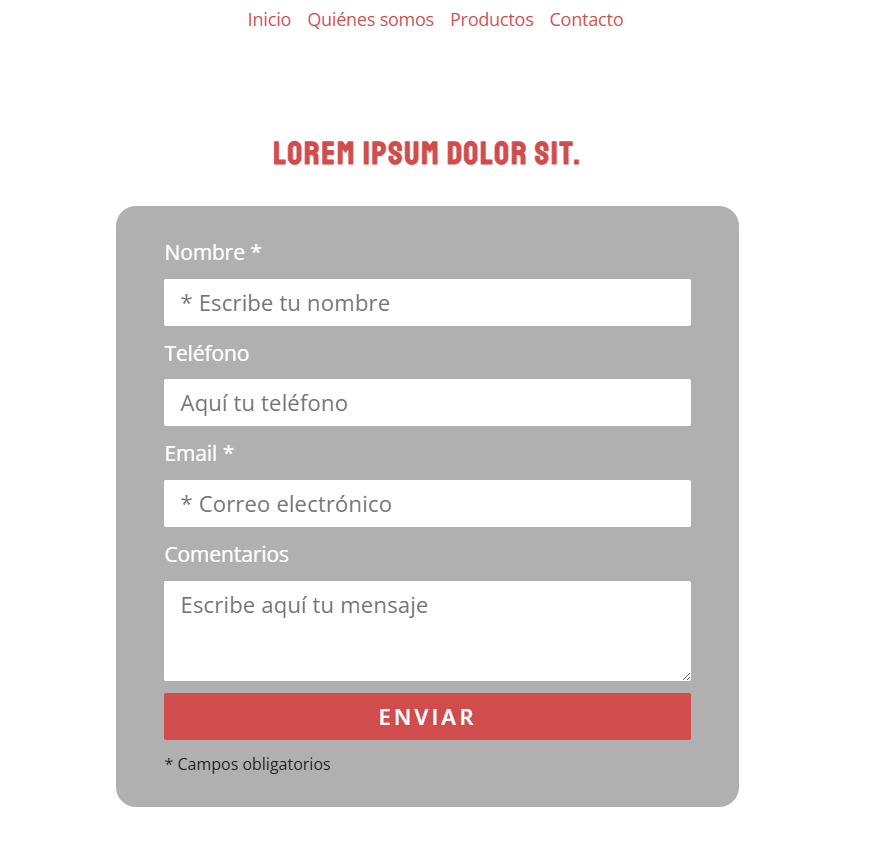 Inicio Quiénes somos Productos Contacto
LOREM IPSUM DOLOR SIT.
Nombre *
* Escribe tu nombre
Teléfono
Aquí tu teléfono
Email *
* Correo electrónico
Comentarios
Escribe aquí tu mensaje
ENVIAR
* Campos obligatorios